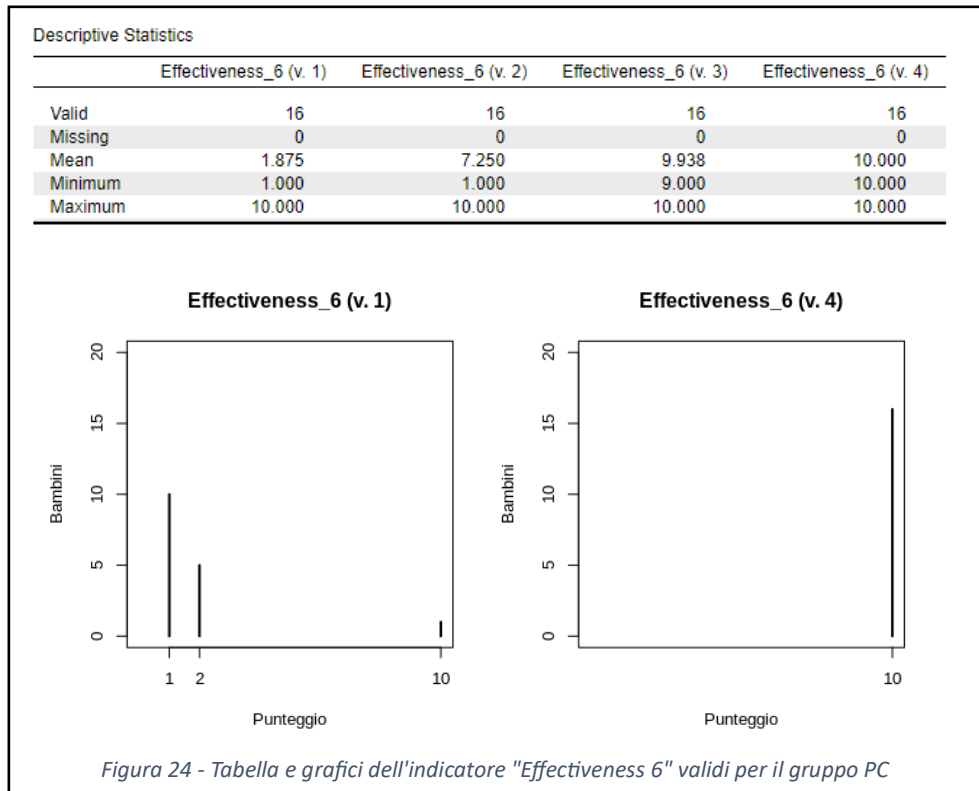 Descriptive Statistics
Effectiveness_6 (v. 1) Effectiveness_6 (v. 2) Effectiveness_6 (v. 3) Effectiveness_6 (v. 4)
Valid 16 16 16 16
Missing 0 0 0 0
Mean 1.875 7.250 9.938 10.000
Minimum 1.000 1.000 9.000 10.000
Maximum 10.000 10.000 10.000 10.000
Effectiveness_6 (v. 1)
20
15
10
5
0
Bambini
1 2 10
Punteggio
Effectiveness_6 (v. 4)
20
15
10
5
0
Bambini
10
Punteggio
Figura 24 - Tabella e grafici dell'indicatore "Effectiveness 6" validi per il gruppo PC